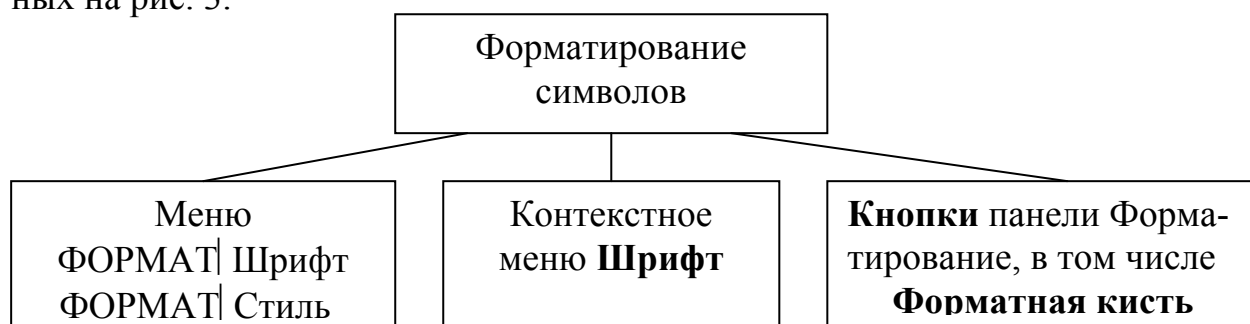 ных на рис. 3.
Форматирование
символов
Меню
ФОРМАТ| Шрифт
ФОРМАТ| Стиль
Контекстное
меню Шрифт
Кнопки панели Форма-
тирование, в том числе
Форматная кисть